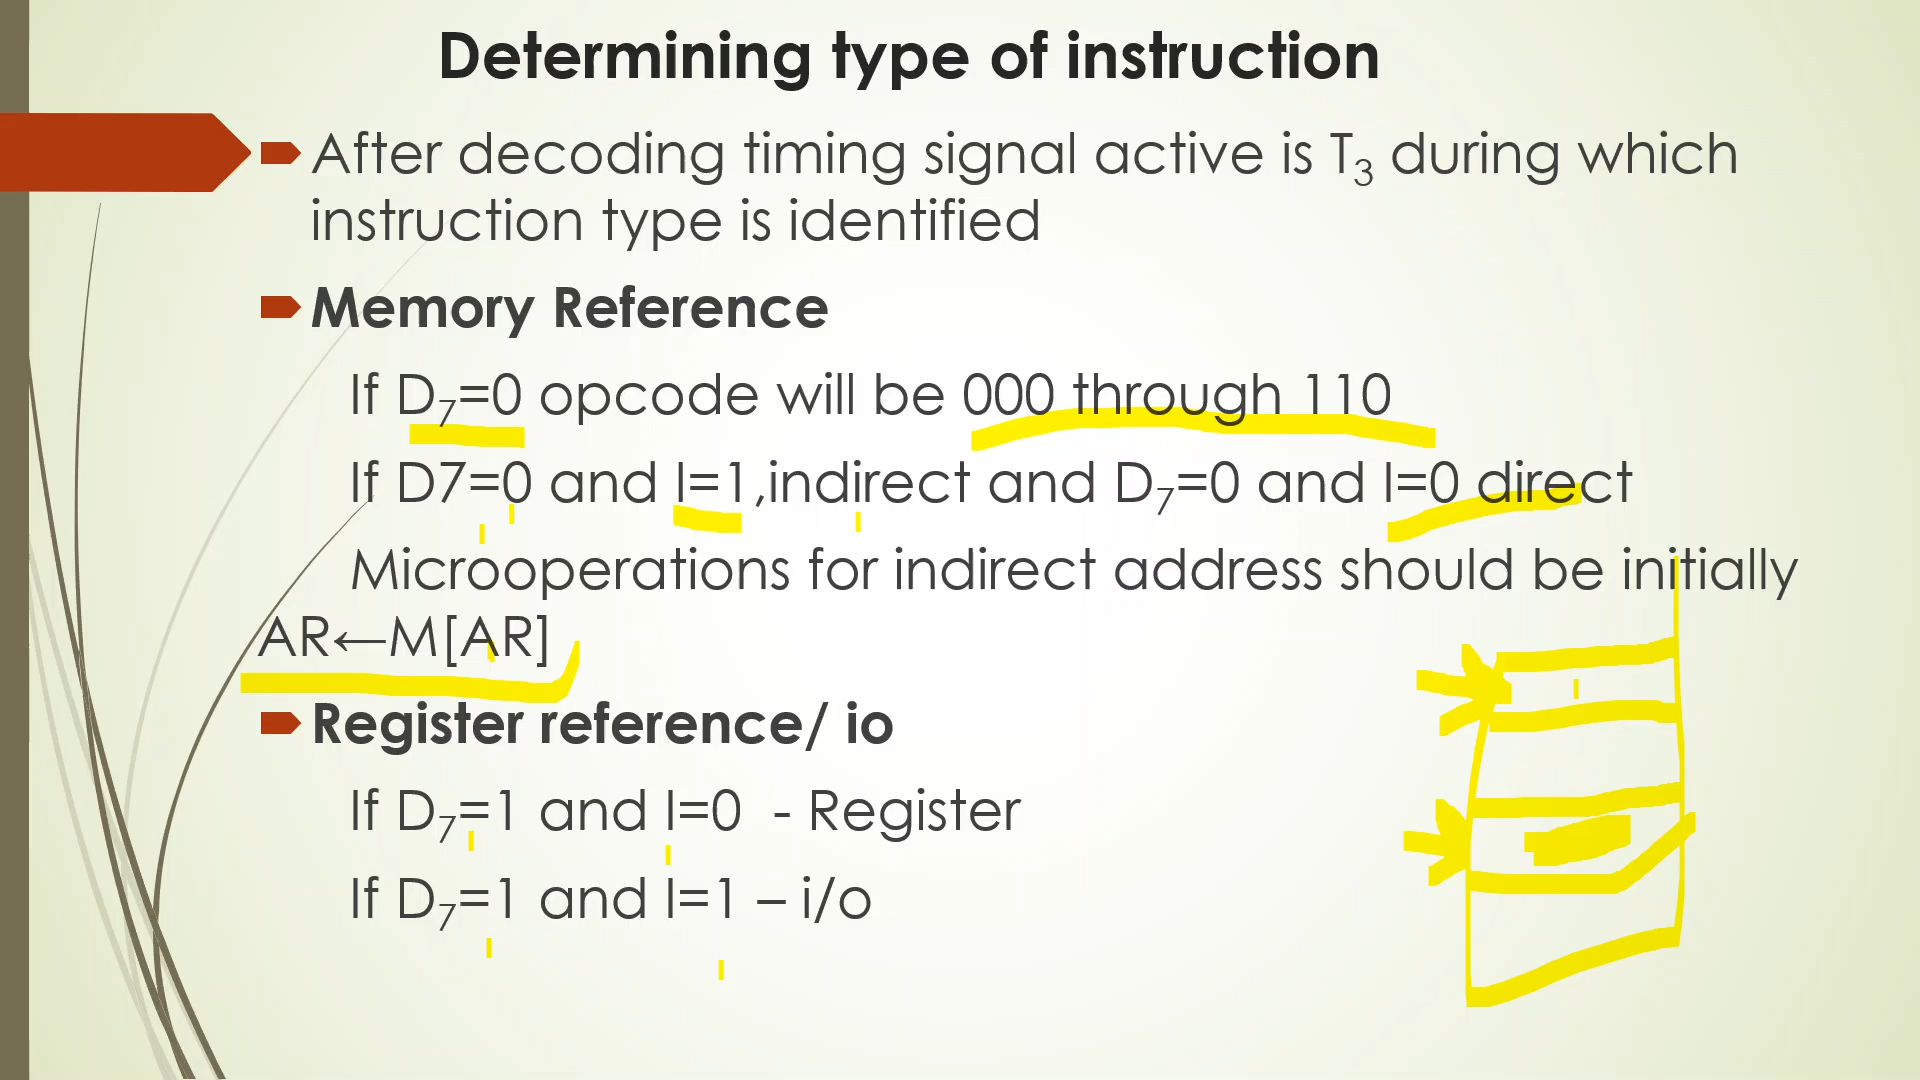 Determining type of instruction
After decoding timing signal active is T₃ during which
instruction type is identified
Memory Reference
If D₇=0 opcode will be 000 through 110
If D7=0 and I=1,indirect and D₇=0 and I=0 direct
Microoperations for indirect address should be initially
AR←M[AR]
Register reference/ io
If D₇=1 and I=0 - Register
If D₇=1 and I=1 – i/o